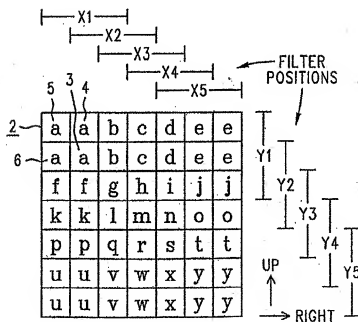 X1
X2
X3
X4
X5
FILTER
POSITIONS
5 4
3
2
6
a a b c d e e
a a b c d e e
f f g h i j j
k k l m n o o
p p q r s t t
u u v w x y y
u u v w x y y
Y1
Y2
Y3
Y4
Y5
UP
RIGHT